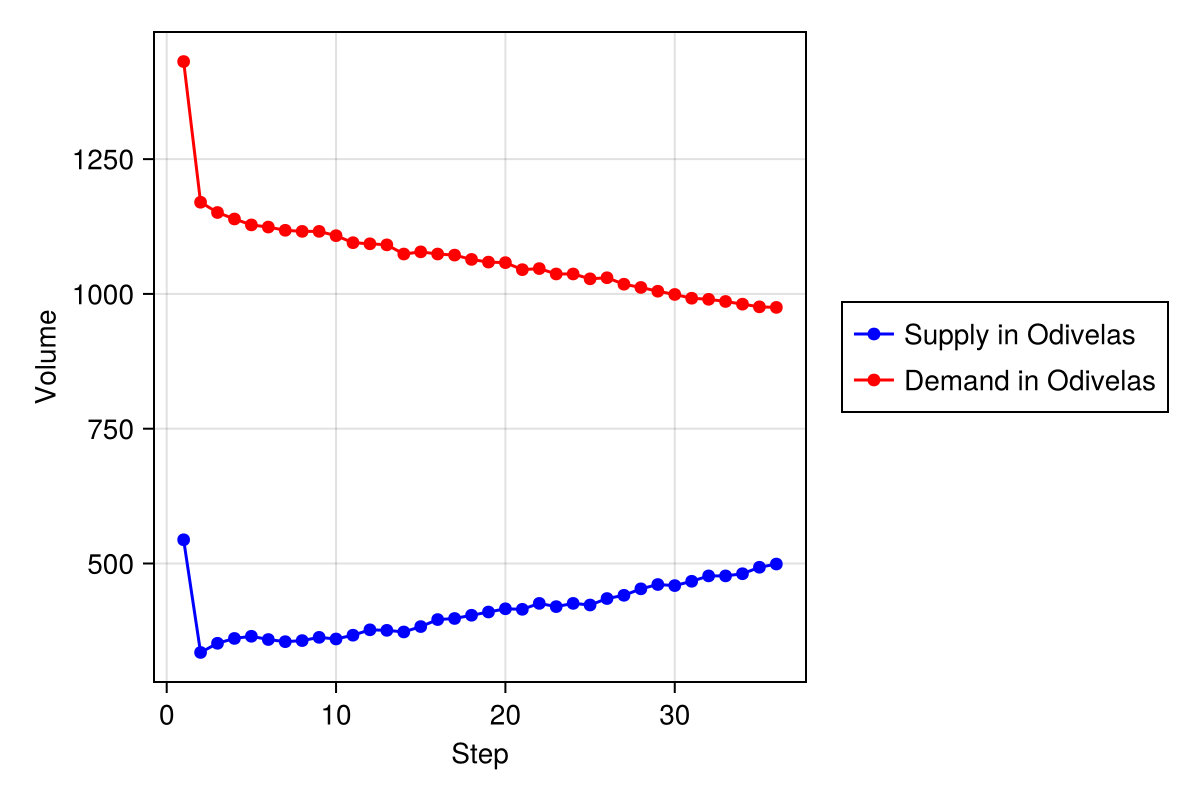 1250
1000
750
500
Volume
0 10 20 30
Step
Supply in Odivelas
Demand in Odivelas